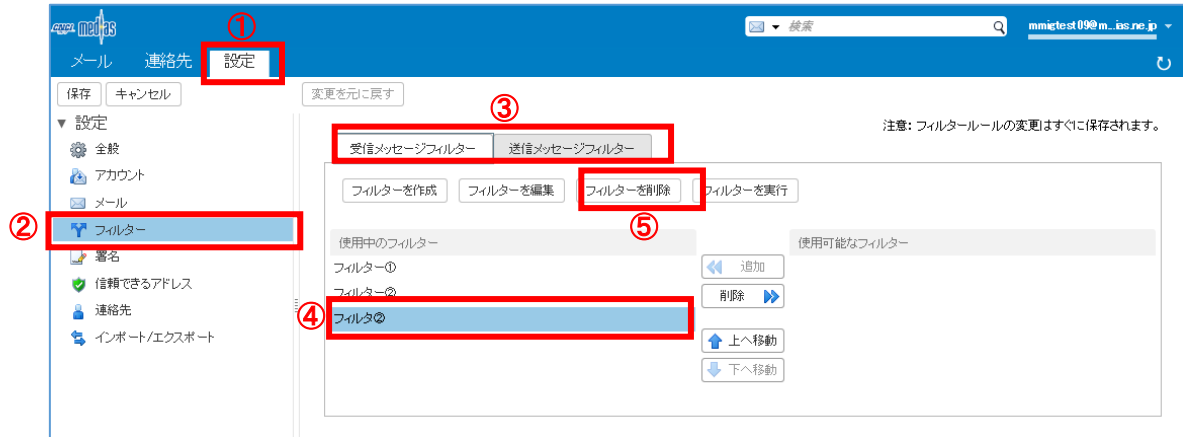 CNCI medias
①
検索
mmigtest09@m...ias.ne.jp
メール 連絡先 設定
保存 キャンセル 変更を元に戻す
③
注意: フィルタールールの変更はすぐに保存されます。
設定
全般
アカウント
メール
②
フィルター
署名
信頼できるアドレス
連絡先
インポート/エクスポート
受信メッセージフィルター 送信メッセージフィルター
フィルターを作成 フィルターを編集 フィルターを削除 フィルターを実行
⑤
使用中のフィルター
フィルター①
フィルター②
④
フィルタ②
追加
削除
上へ移動
下へ移動
使用可能なフィルター